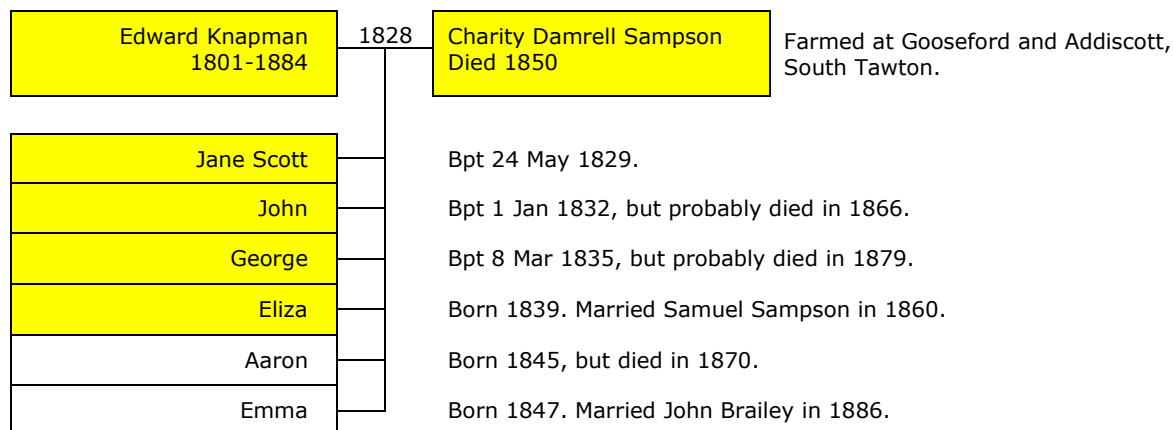 Edward Knapman
1801-1884
1828
Charity Damrell Sampson
Died 1850
Farmed at Gooseford and Addiscott,
South Tawton.
Jane Scott
Bpt 24 May 1829.
John
Bpt 1 Jan 1832, but probably died in 1866.
George
Bpt 8 Mar 1835, but probably died in 1879.
Eliza
Born 1839. Married Samuel Sampson in 1860.
Aaron
Born 1845, but died in 1870.
Emma
Born 1847. Married John Brailey in 1886.